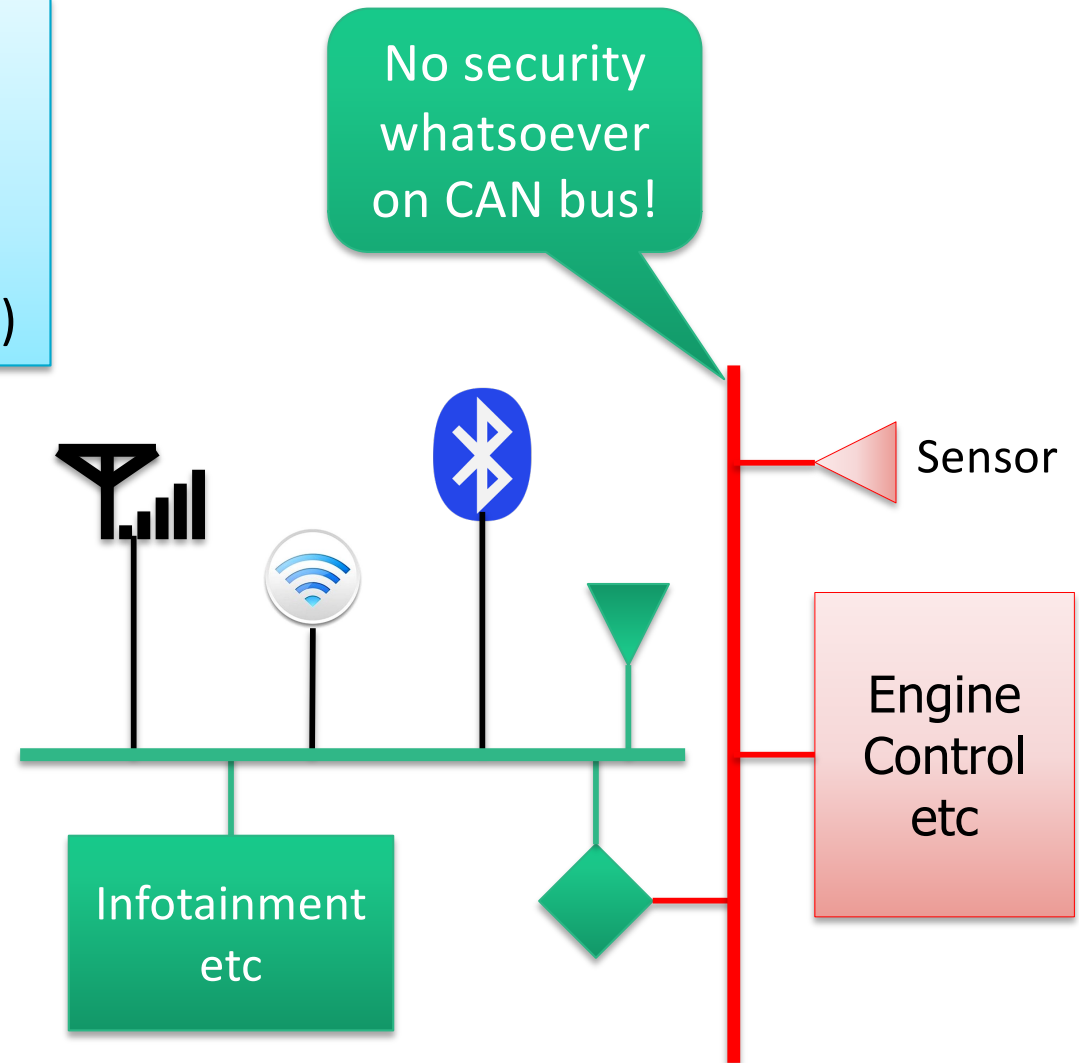 No security
whatsoever
on CAN bus!
)
Sensor
Engine
Control
etc
Infotainment
etc